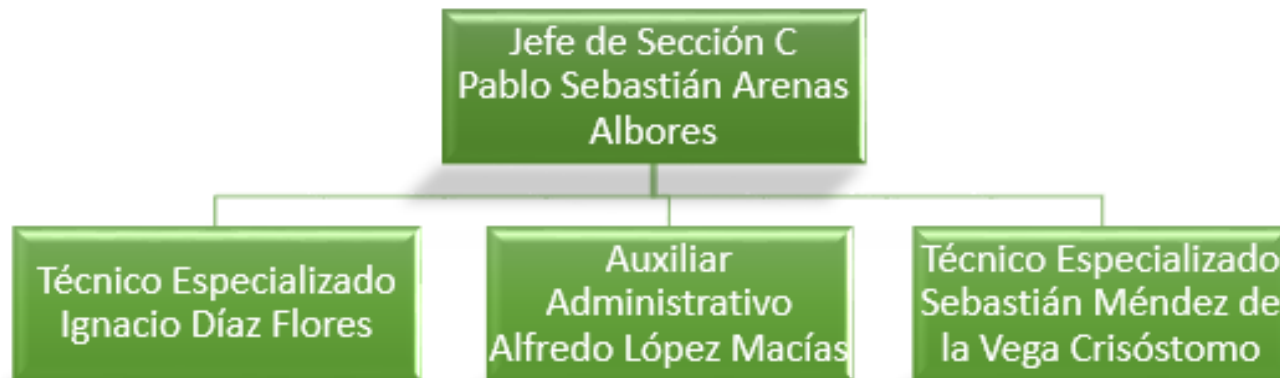 Jefe de Sección C
Pablo Sebastián Arenas
Albores
Técnico Especializado
Ignacio Díaz Flores
Auxiliar
Administrativo
Alfredo López Macías
Técnico Especializado
Sebastián Méndez de
la Vega Crisóstomo